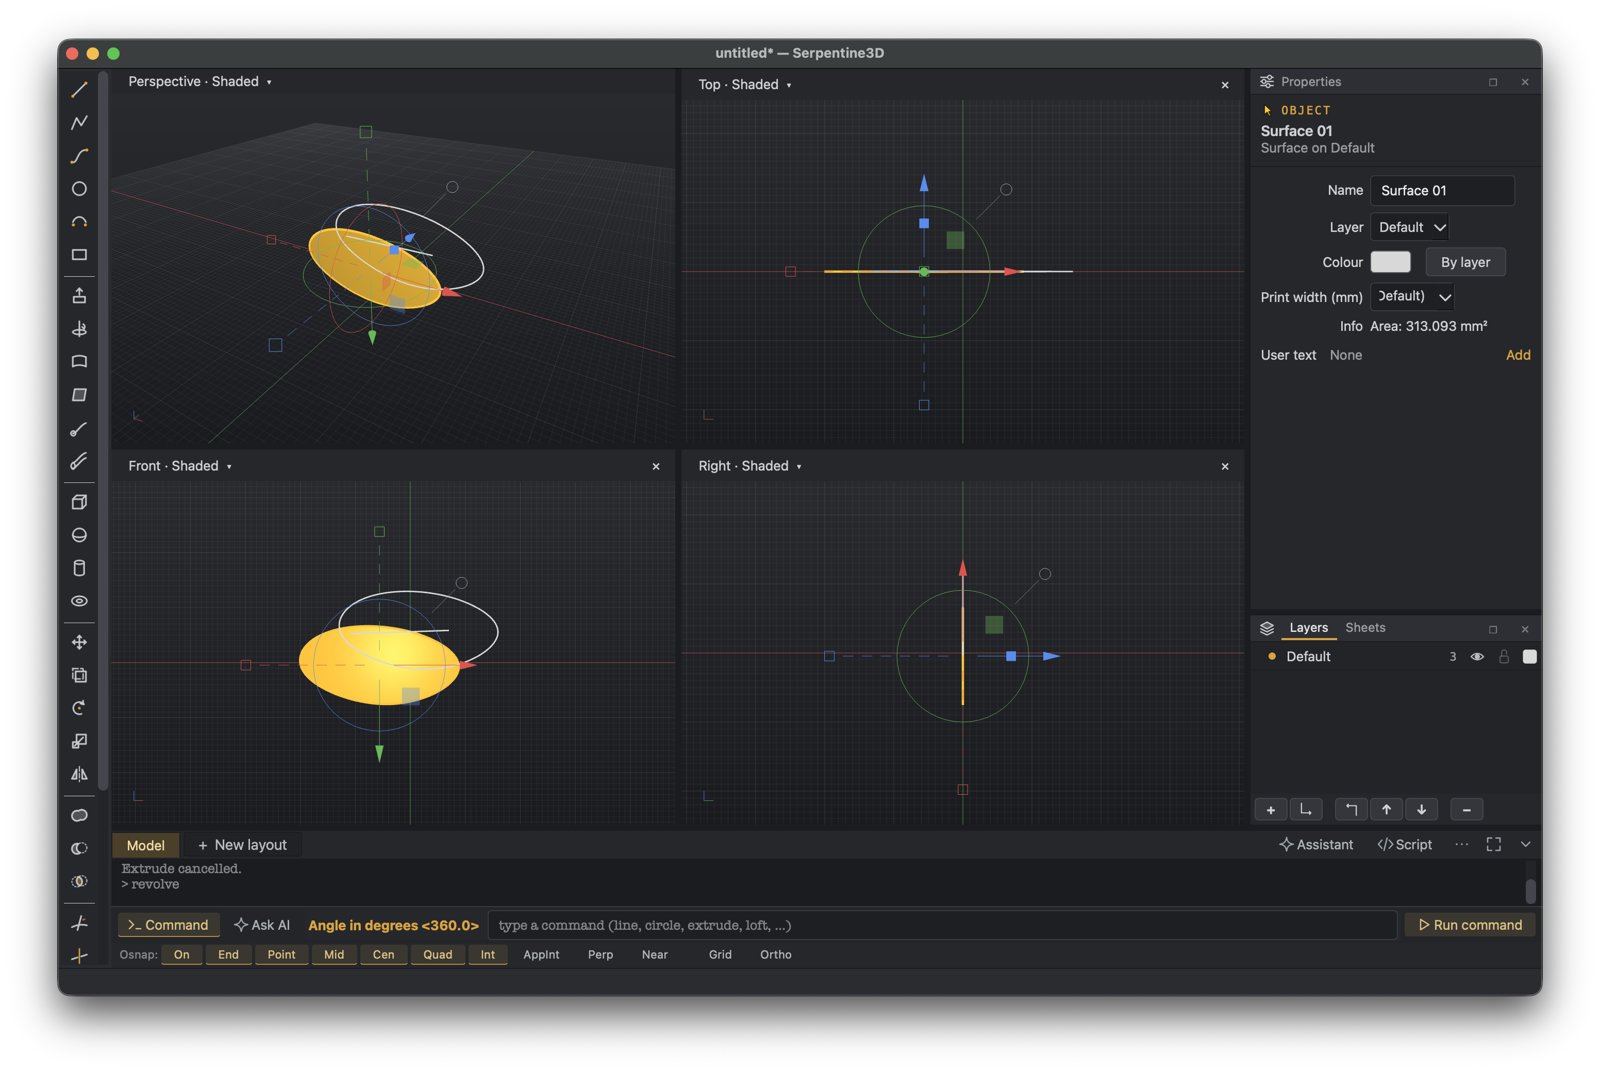 untitled* — Serpentine3D
Perspective · Shaded
Top · Shaded
Properties
OBJECT
Surface 01
Surface on Default
Name Surface 01
Layer Default
Colour By layer
Print width (mm) Default)
Info Area: 313.093 mm²
User text None Add
Front · Shaded
Right · Shaded
Layers Sheets
Default 3
Model + New layout
Assistant </>Script ···
Extrude cancelled.
> revolve
>_ Command Ask AI Angle in degrees <360.0> type a command (line, circle, extrude, loft, ...) Run command
Osnap: On End Point Mid Cen Quad Int AppInt Perp Near Grid Ortho